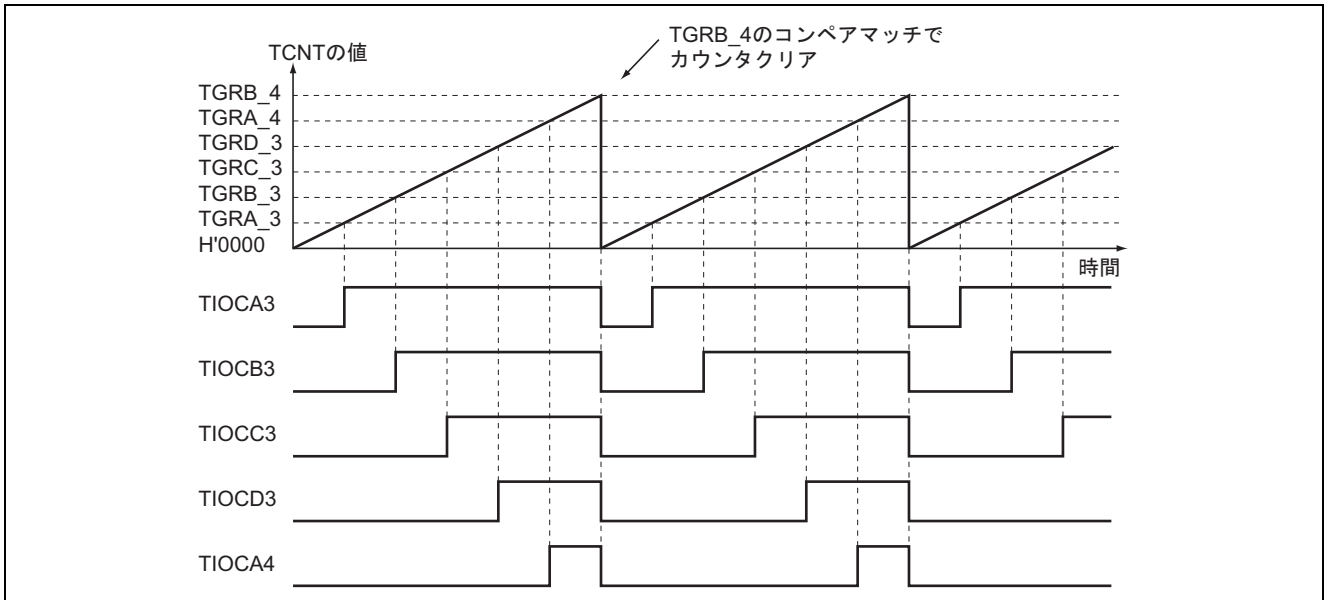 TGRB_4のコンペアマッチで
カウンタクリア
TCNTの値
TGRB_4
TGRA_4
TGRD_3
TGRC_3
TGRB_3
TGRA_3
H'0000
時間
TIOCA3
TIOCB3
TIOCC3
TIOCD3
TIOCA4